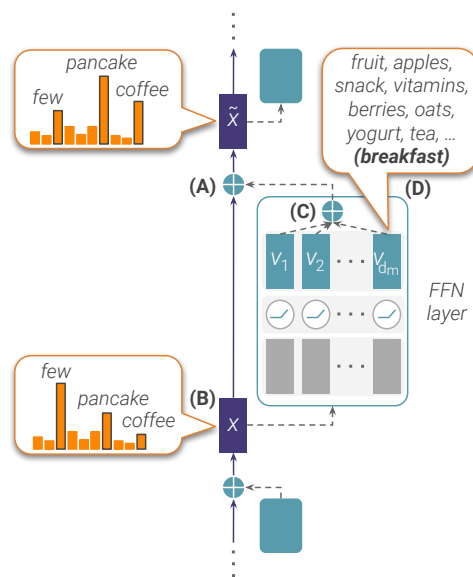 pancake
few
coffee
X̃
fruit, apples,
snack, vitamins,
berries, oats,
yogurt, tea, ...
(breakfast)
(A)
(C)
(D)
V1
V2
...
Vdm
FFN
layer
...
...
few
pancake
coffee
(B)
X